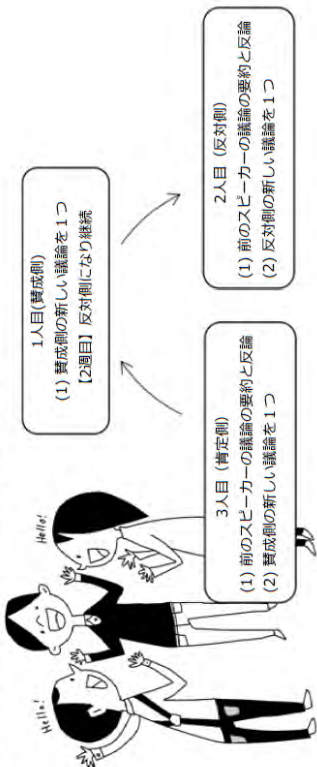 1人目(賛成側)
(1) 賛成側の新しい議論を1つ
【2週目】反対側になり継続
2人目（反対側）
(1) 前のスピーカーの議論の要約と反論
(2) 反対側の新しい議論を1つ
3人目（肯定側）
(1) 前のスピーカーの議論の要約と反論
(2) 賛成側の新しい議論を1つ
Hello!
Hello!